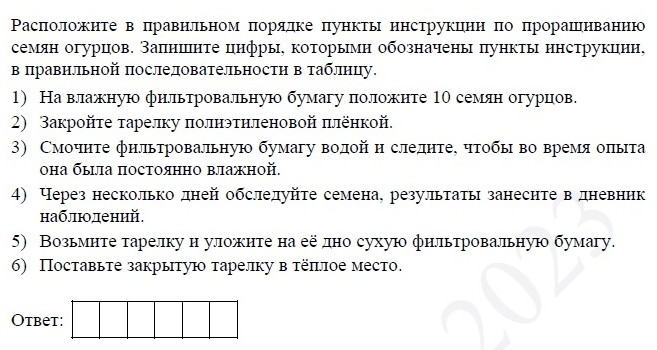 Расположите в правильном порядке пункты инструкции по проращиванию
семян огурцов. Запишите цифры, которыми обозначены пункты инструкции,
в правильной последовательности в таблицу.
1) На влажную фильтровальную бумагу положите 10 семян огурцов.
2) Закройте тарелку полиэтиленовой плёнкой.
3) Смочите фильтровальную бумагу водой и следите, чтобы во время опыта
она была постоянно влажной.
4) Через несколько дней обследуйте семена, результаты занесите в дневник
наблюдений.
5) Возьмите тарелку и уложите на её дно сухую фильтровальную бумагу.
6) Поставьте закрытую тарелку в тёплое место.
Ответ:
2023